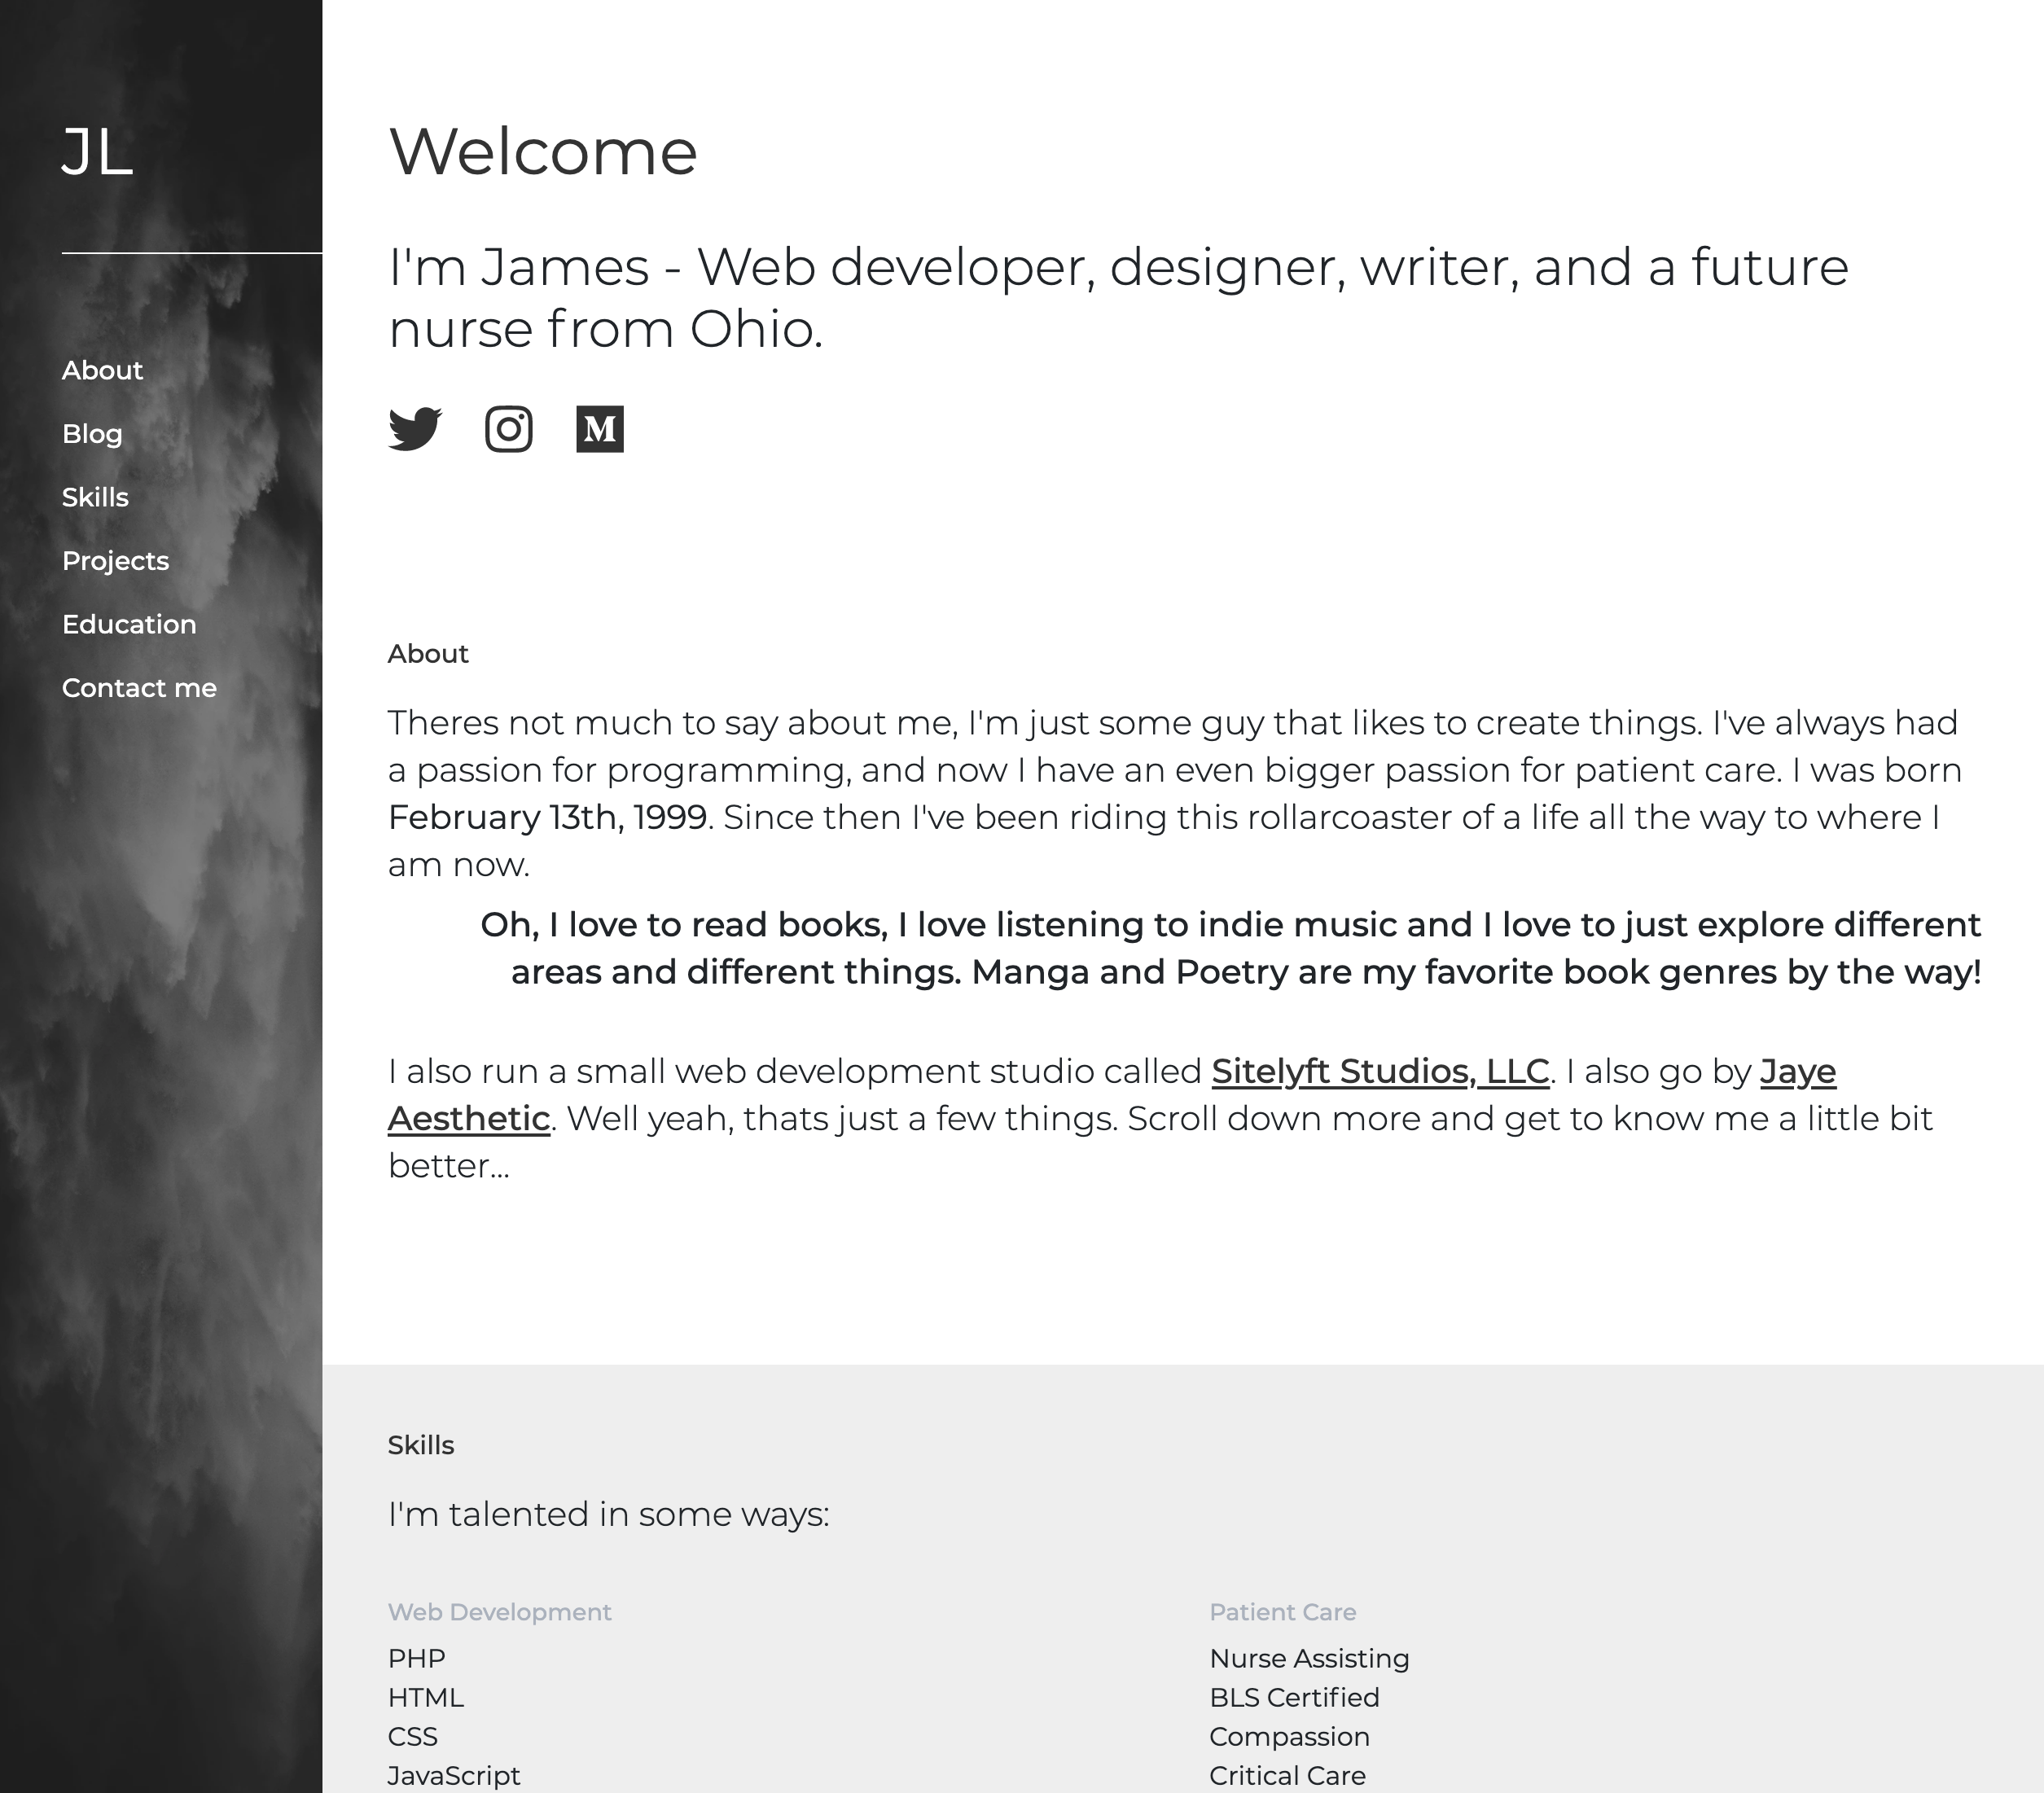 JL
About
Blog
Skills
Projects
Education
Contact me
Welcome
I'm James - Web developer, designer, writer, and a future
nurse from Ohio.
M
About
Theres not much to say about me, I'm just some guy that likes to create things. I've always had
a passion for programming, and now I have an even bigger passion for patient care. I was born
February 13th, 1999. Since then I've been riding this rollarcoaster of a life all the way to where I
am now.
Oh, I love to read books, I love listening to indie music and I love to just explore different
areas and different things. Manga and Poetry are my favorite book genres by the way!
I also run a small web development studio called Sitelyft Studios, LLC. I also go by Jaye
Aesthetic. Well yeah, thats just a few things. Scroll down more and get to know me a little bit
better...
Skills
I'm talented in some ways:
Web Development
PHP
HTML
CSS
JavaScript
Patient Care
Nurse Assisting
BLS Certified
Compassion
Critical Care